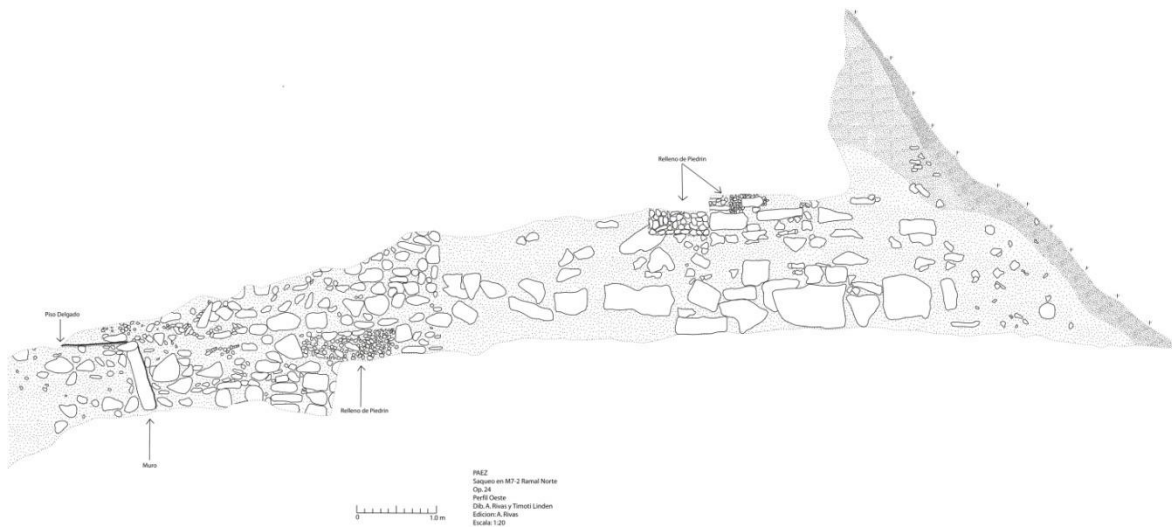 Relleno de Piedrin
Piso Delgado
Relleno de Piedrin
Muro
PAEZ
Saqueo en M7-2 Ramal Norte
Op. 24
Perfil Oeste
Dib. A. Rivas y Timoti Linden
Edicion: A. Rivas
Escala: 1:20
0 1.0 m